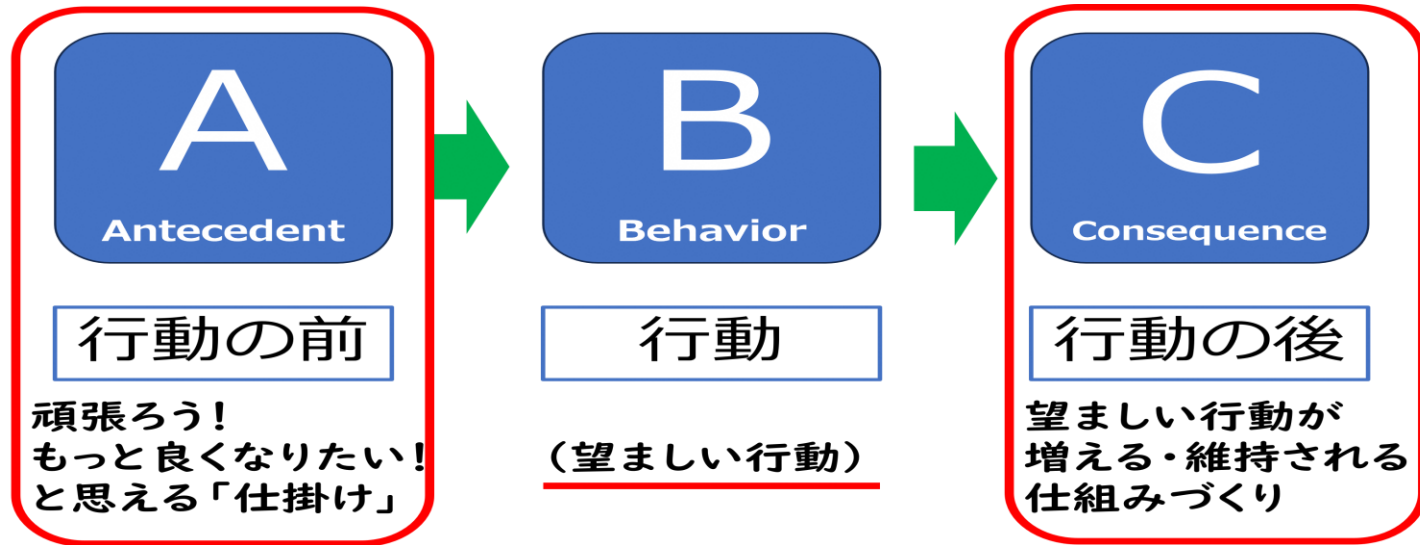 A
Antecedent
行動の前
頑張ろう!
もっと良くなりたい!
と思える「仕掛け」
B
Behavior
行動
(望ましい行動)
C
Consequence
行動の後
望ましい行動が
増える・維持される
仕組みづくり